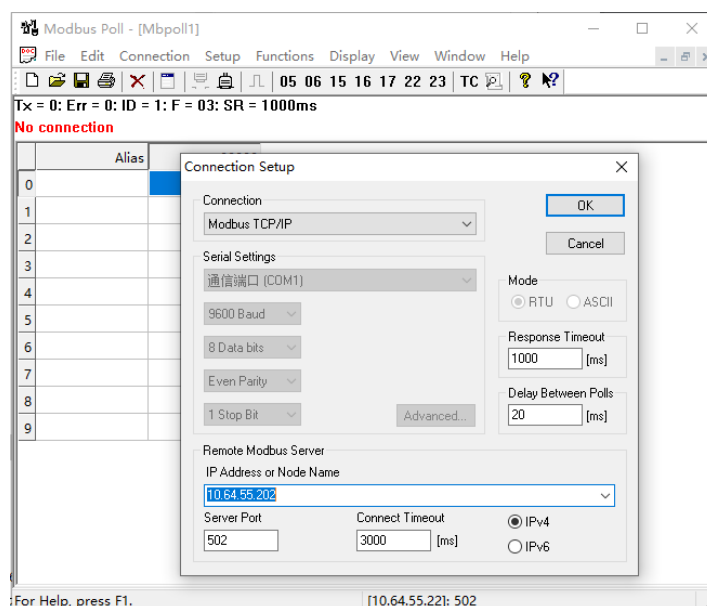 Modbus Poll - [Mbpoll1]
File Edit Connection Setup Functions Display View Window Help
05 06 15 16 17 22 23 TC
Tx = 0: Err = 0: ID = 1: F = 03: SR = 1000ms
No connection
Alias
0
1
2
3
4
5
6
7
8
9
Connection Setup
Connection
Modbus TCP/IP
OK
Cancel
Serial Settings
通信端口 (COM1)
9600 Baud
8 Data bits
Even Parity
1 Stop Bit
Advanced...
Mode
RTU ASCII
Response Timeout
1000 [ms]
Delay Between Polls
20 [ms]
Remote Modbus Server
IP Address or Node Name
10.64.55.202
Server Port Connect Timeout
502 3000 [ms]
IPv4
IPv6
For Help, press F1. [10.64.55.22]: 502